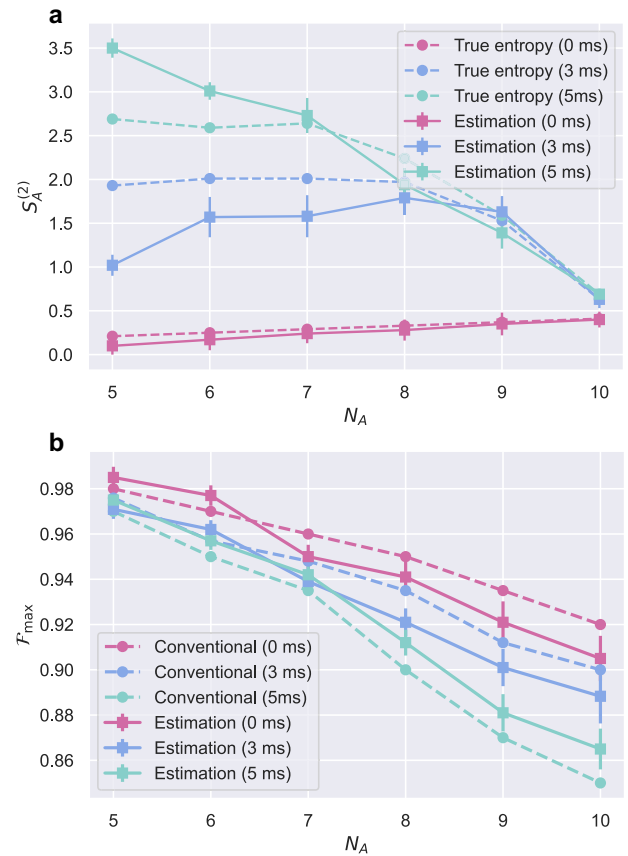 a
3.5
3.0
2.5
2.0
1.5
1.0
0.5
0.0
S_A^{(2)}
True entropy (0 ms)
True entropy (3 ms)
True entropy (5ms)
Estimation (0 ms)
Estimation (3 ms)
Estimation (5 ms)
5 6 7 8 9 10
N_A
b
0.98
0.96
0.94
0.92
0.90
0.88
0.86
F_max
Conventional (0 ms)
Conventional (3 ms)
Conventional (5ms)
Estimation (0 ms)
Estimation (3 ms)
Estimation (5 ms)
5 6 7 8 9 10
N_A